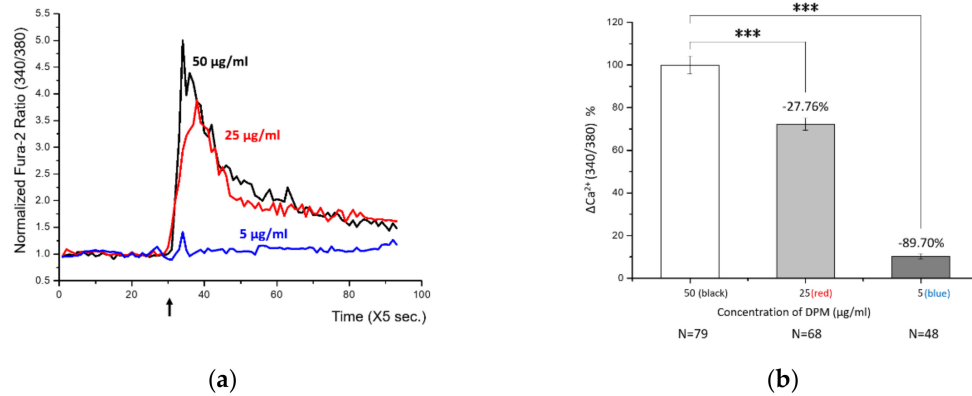 5.0
4.5
4.0
3.5
3.0
2.5
2.0
1.5
1.0
0.5
Normalized Fura-2 Ratio (340/380)
50 µg/ml
25 µg/ml
5 µg/ml
0
20
40
60
80
100
Time (X5 sec.)
(a)
120
100
80
60
40
20
0
ΔCa²⁺ (340/380) %
***
***
-27.76%
-89.70%
50 (black)
25(red)
5(blue)
Concentration of DPM (µg/ml)
N=79
N=68
N=48
(b)